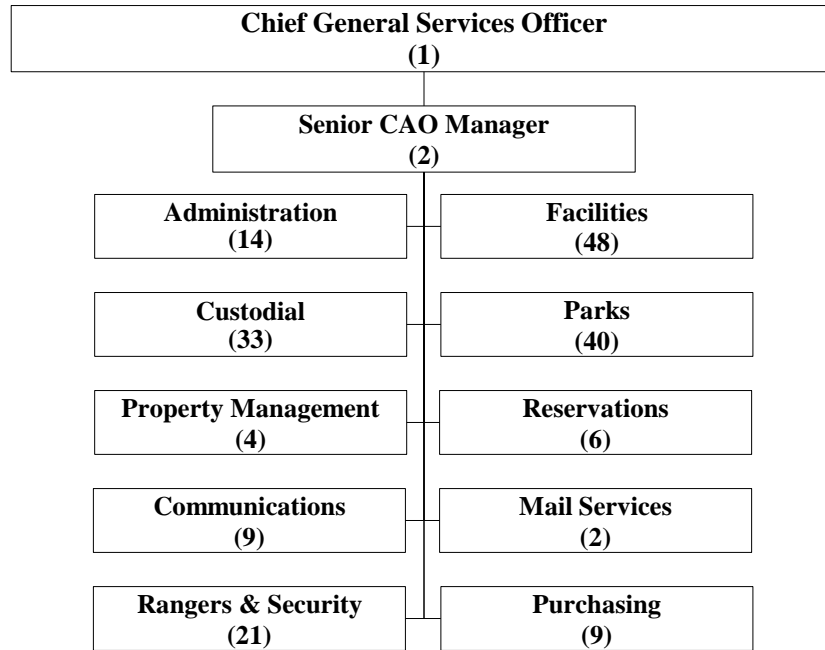 Chief General Services Officer
(1)
Senior CAO Manager
(2)
Administration
(14)
Facilities
(48)
Custodial
(33)
Parks
(40)
Property Management
(4)
Reservations
(6)
Communications
(9)
Mail Services
(2)
Rangers & Security
(21)
Purchasing
(9)